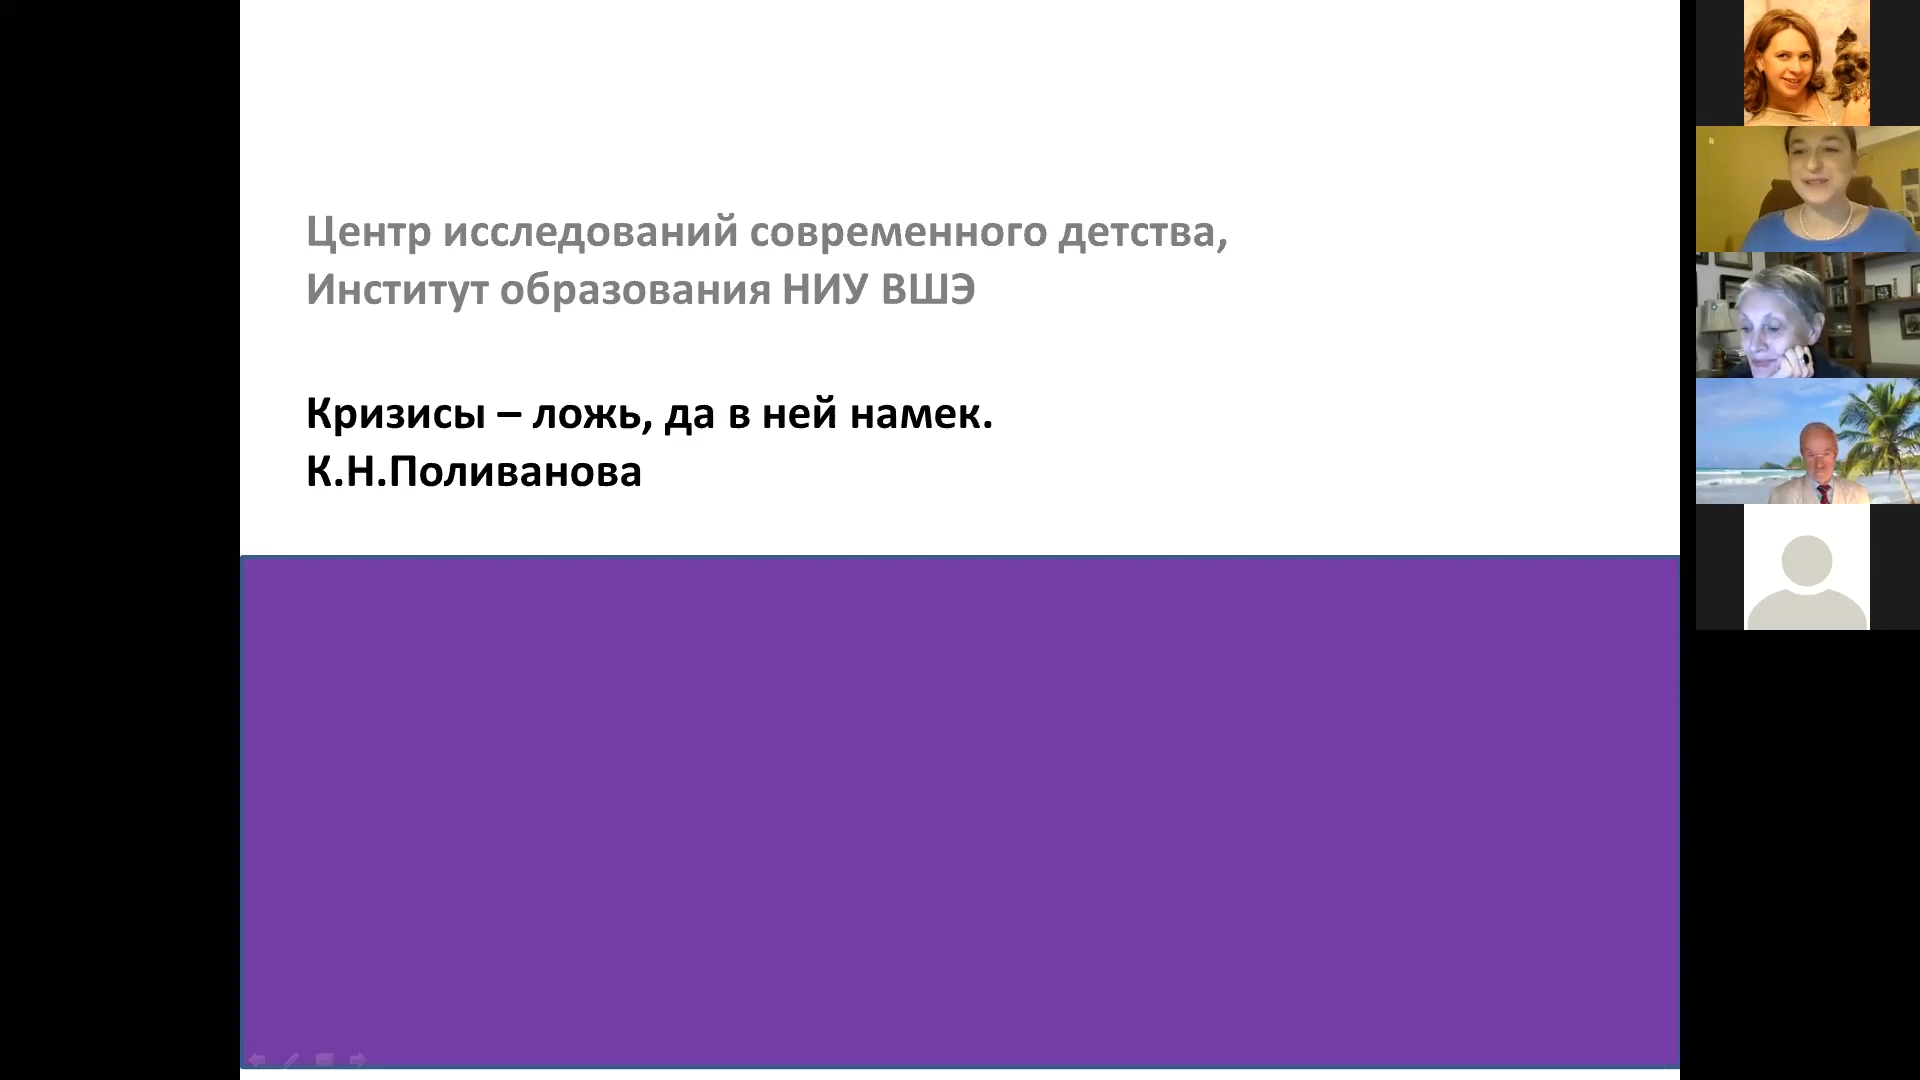 Центр исследований современного детства,
Институт образования НИУ ВШЭ
Кризисы – ложь, да в ней намек.
К.Н.Поливанова